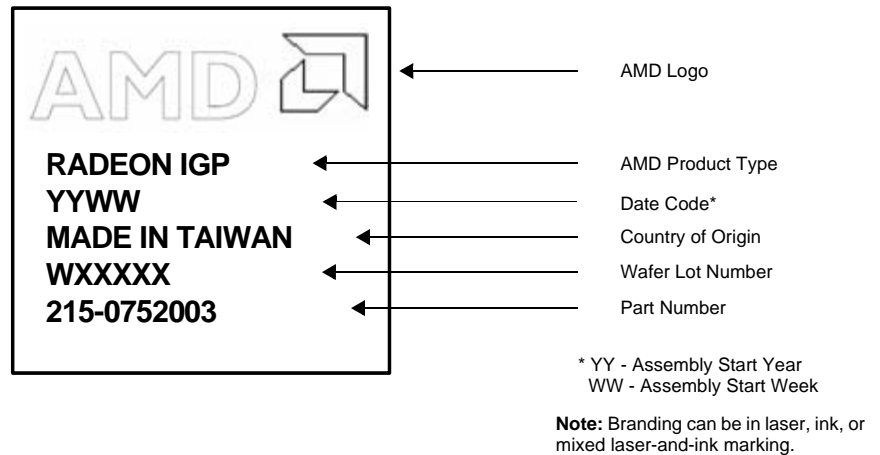 AMD
AMD Logo
RADEON IGP
AMD Product Type
YYWW
Date Code*
MADE IN TAIWAN
Country of Origin
WXXXXX
Wafer Lot Number
215-0752003
Part Number
* YY - Assembly Start Year
WW - Assembly Start Week
Note: Branding can be in laser, ink, or
mixed laser-and-ink marking.